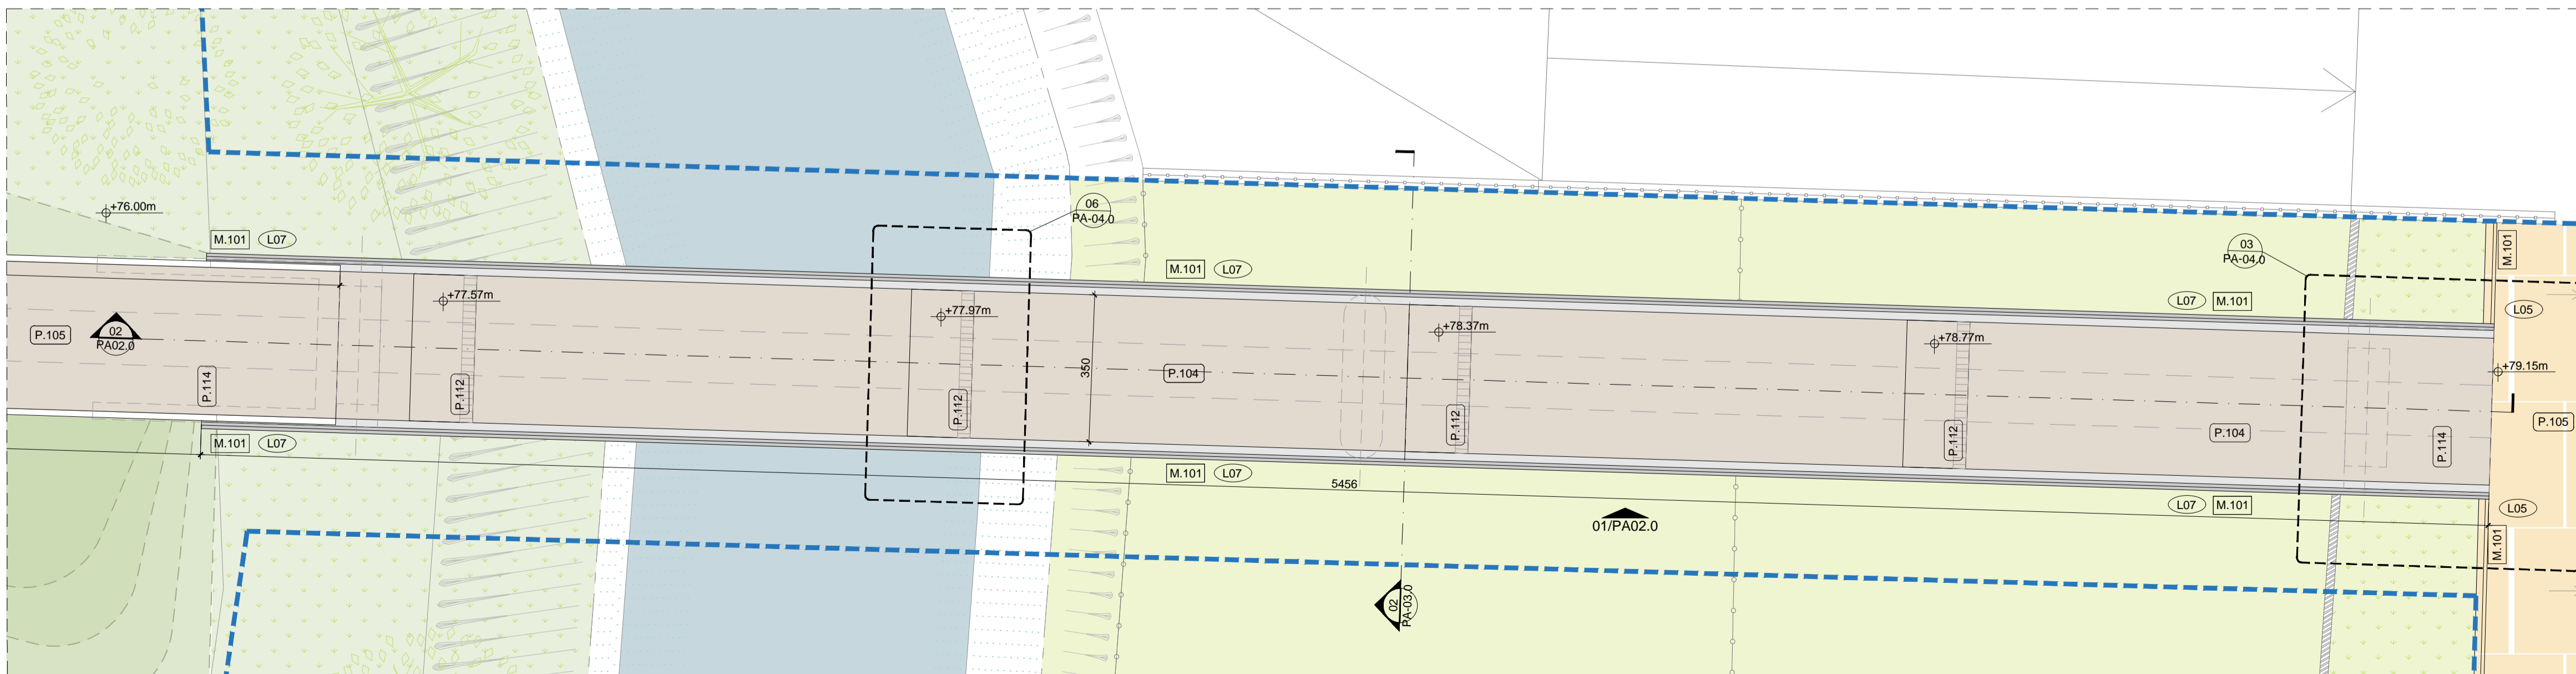 06
PA-04.0
+76.00m
M.101 L07
03
PA-04.0
M.101
M.101 L07
+77.57m
L07 M.101
+77.97m
L05
P.105
02
PA02.0
+78.37m
+78.77m
+79.15m
350
P.104
P.114
P.112
P.112
P.112
P.112
P.104
P.114
P.105
M.101 L07
M.101 L07
5456
L07 M.101
L05
01/PA02.0
M.101
02
PA-03.0